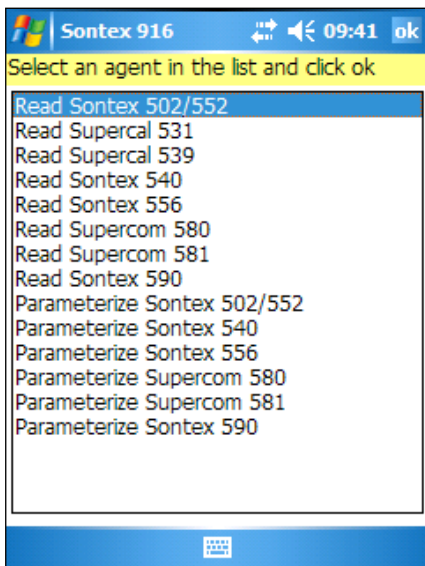 Sontex 916 09:41 ok
Select an agent in the list and click ok
Read Sontex 502/552
Read Supercal 531
Read Supercal 539
Read Sontex 540
Read Sontex 556
Read Supercom 580
Read Supercom 581
Read Sontex 590
Parameterize Sontex 502/552
Parameterize Sontex 540
Parameterize Sontex 556
Parameterize Supercom 580
Parameterize Supercom 581
Parameterize Sontex 590